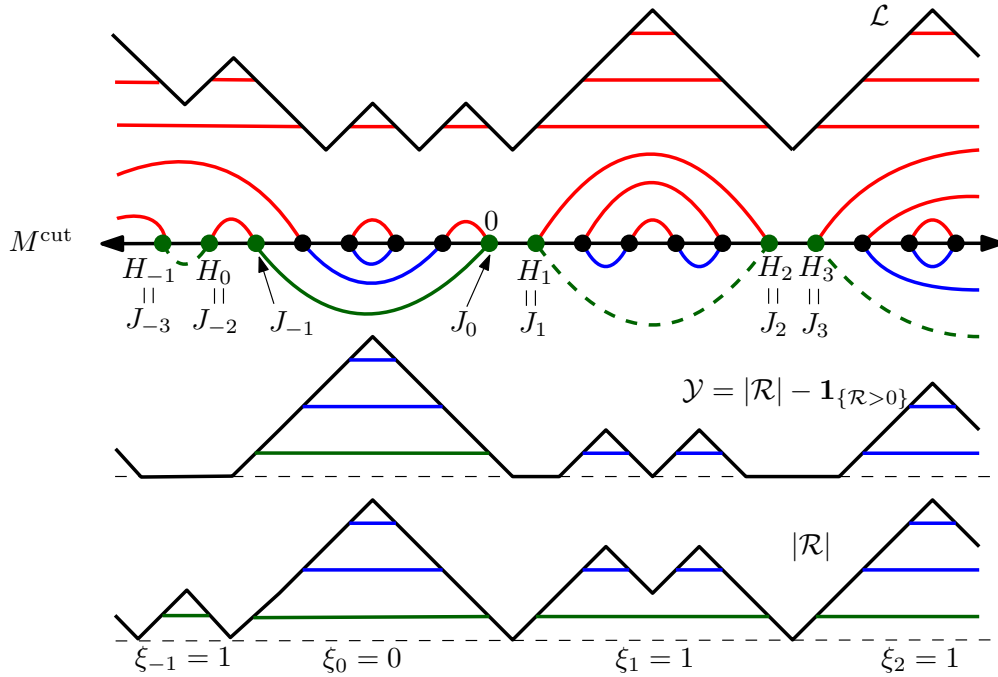 𝓛
0
M^cut
H_{−1} H_0 H_1 H_2 H_3
= = = = =
J_{−3} J_{−2} J_{−1} J_0 J_1 J_2 J_3
𝒴 = |ℛ| − 𝟏_{{ℛ>0}}
|ℛ|
ξ_{−1} = 1 ξ_0 = 0 ξ_1 = 1 ξ_2 = 1